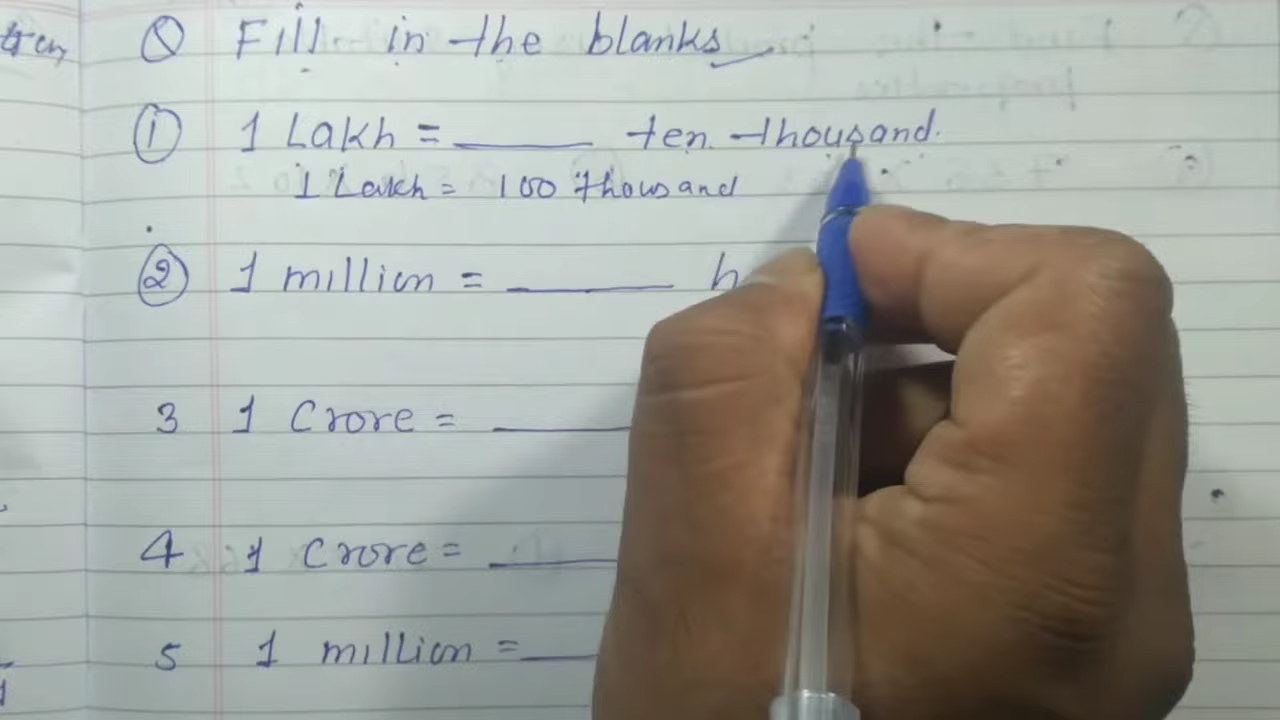 Q Fill in the blanks
① 1 Lakh = ______ ten thousand.
1 Lakh = 100 thousand
② 1 million = ______ h
3 1 Crore = ______
4 1 Crore = ______
5 1 million = ______